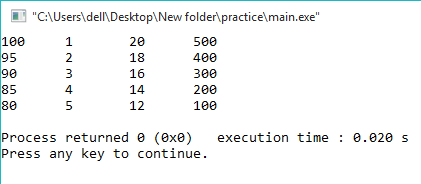 "C:\Users\dell\Desktop\New folder\practice\main.exe"
100 1 20 500
95 2 18 400
90 3 16 300
85 4 14 200
80 5 12 100
Process returned 0 (0x0) execution time : 0.020 s
Press any key to continue.